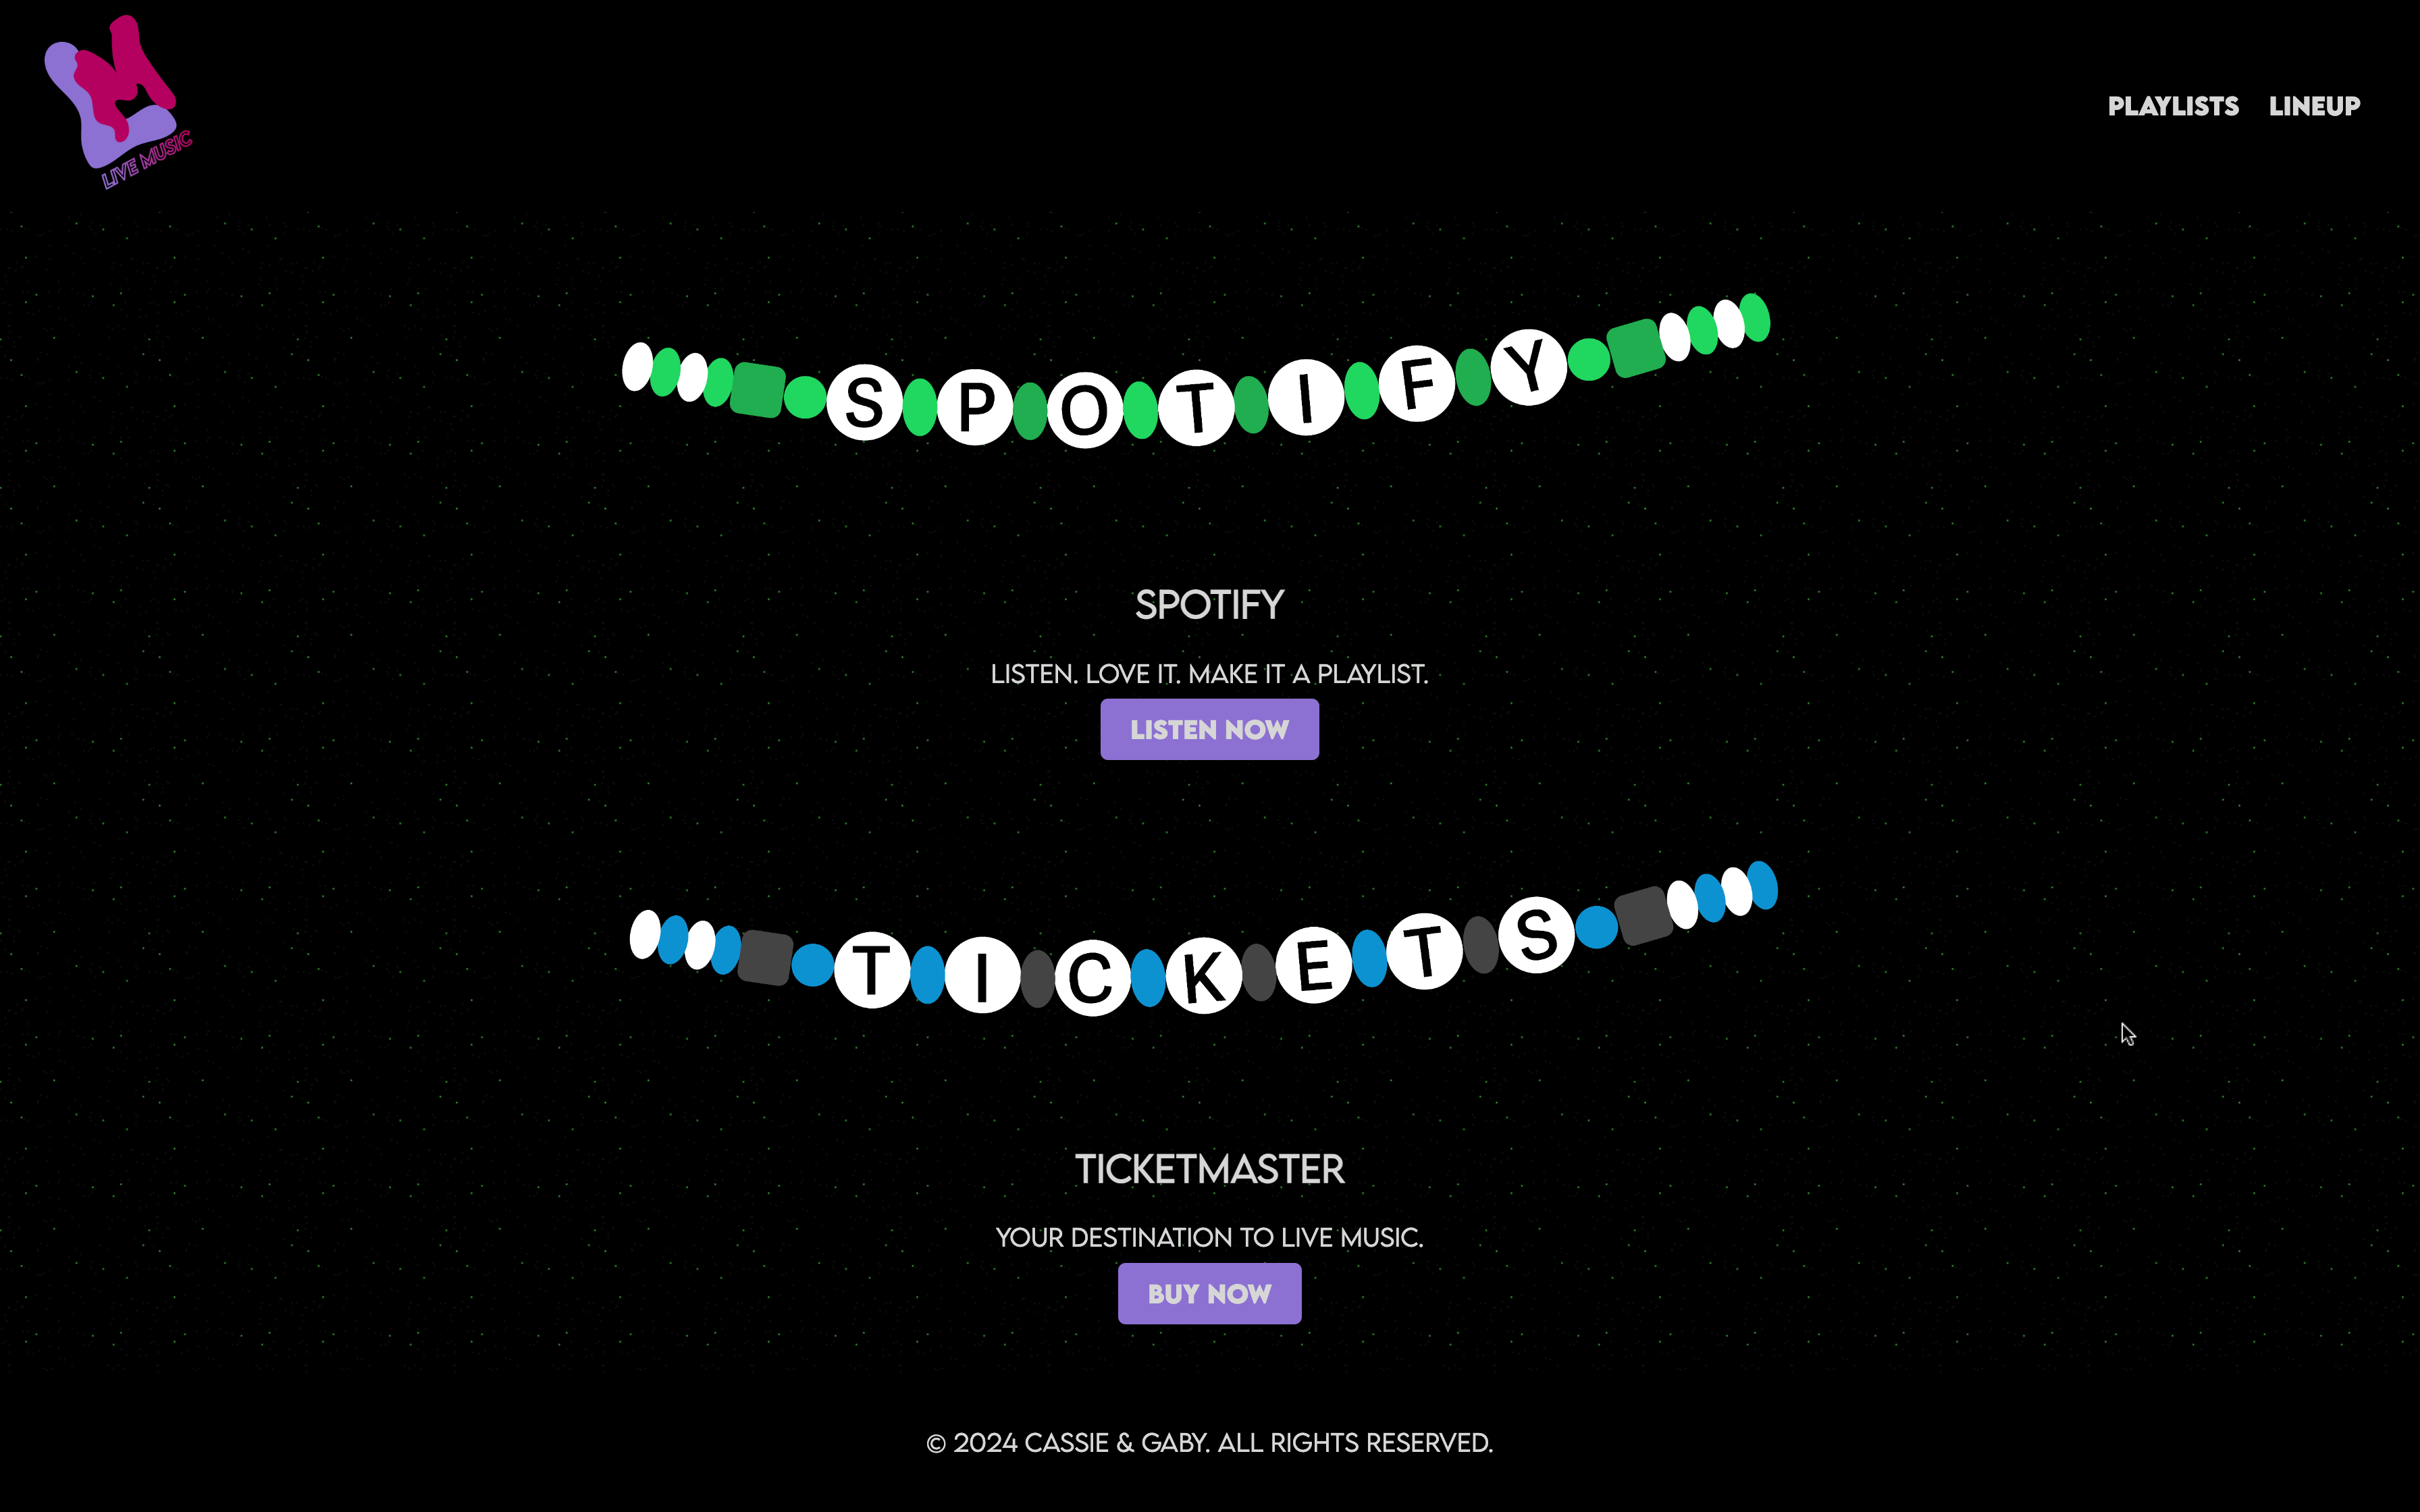 LM
LIVE MUSIC
PLAYLISTS LINEUP
SPOTIFY
SPOTIFY
LISTEN. LOVE IT. MAKE IT A PLAYLIST.
LISTEN NOW
TICKETS
TICKETMASTER
YOUR DESTINATION TO LIVE MUSIC.
BUY NOW
© 2024 CASSIE & GABY. ALL RIGHTS RESERVED.